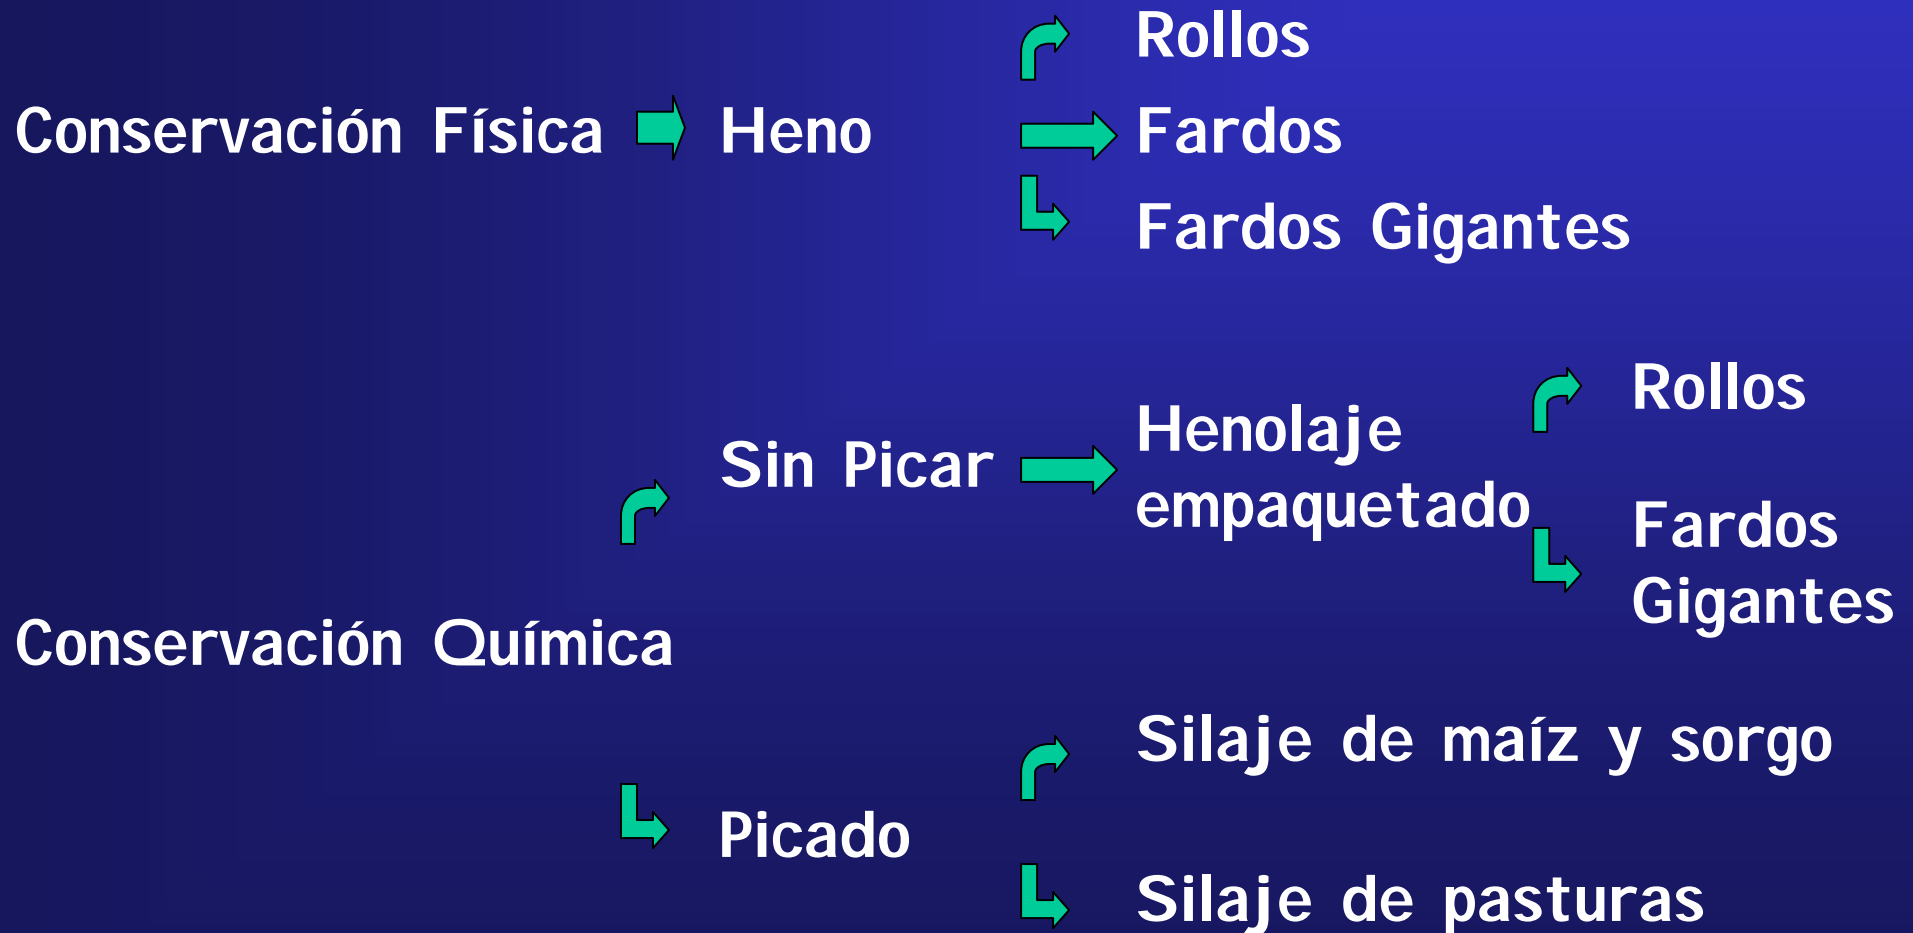 Conservación Física
Heno
Rollos
Fardos
Fardos Gigantes
Conservación Química
Sin Picar
Henolaje
empaquetado
Rollos
Fardos
Gigantes
Picado
Silaje de maíz y sorgo
Silaje de pasturas